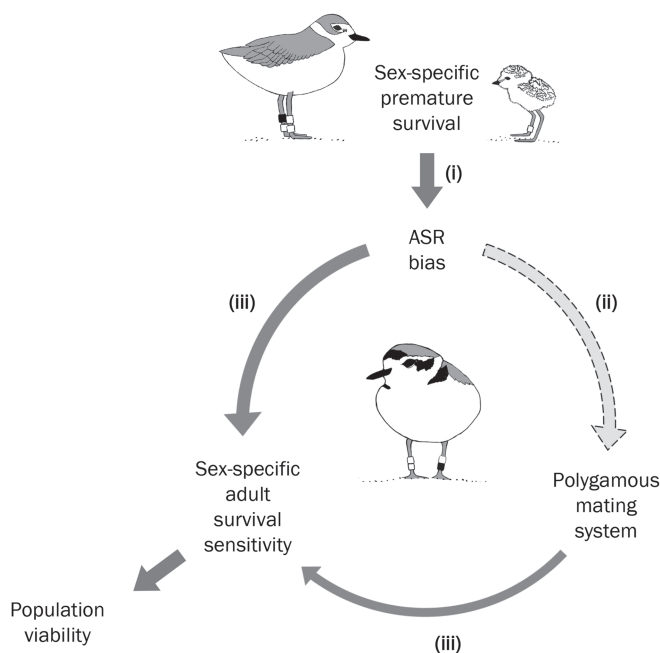 Sex-specific
premature
survival
(i)
ASR
bias
(iii)
(ii)
Sex-specific
adult
survival
sensitivity
Polygamous
mating
system
Population
viability
(iii)